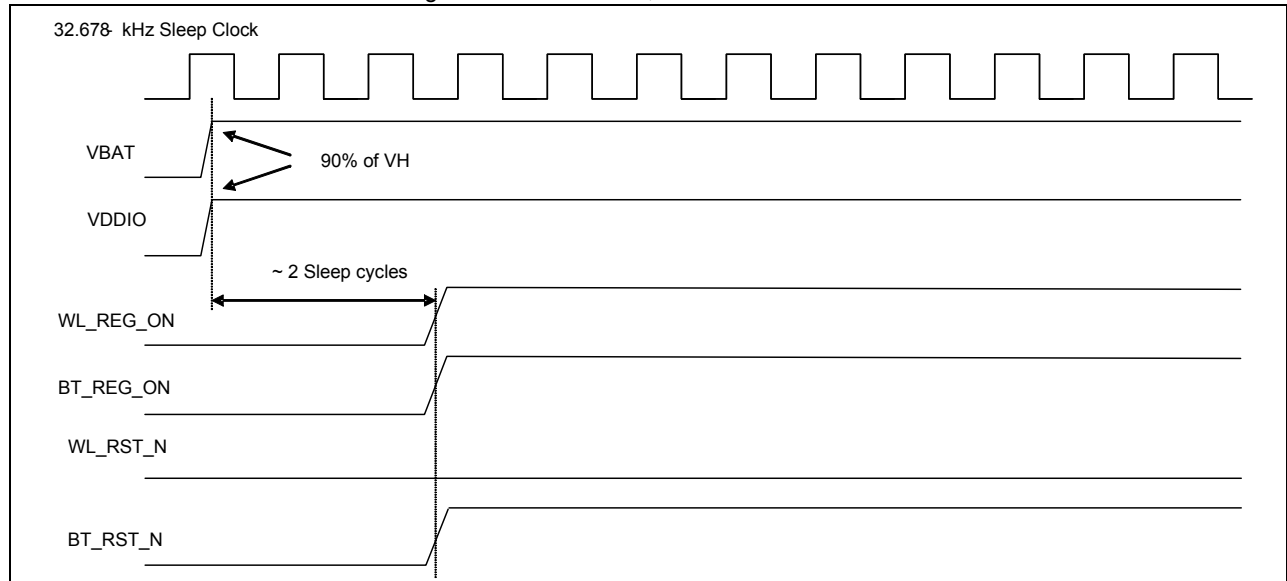 32.678- kHz Sleep Clock
VBAT
90% of VH
VDDIO
~ 2 Sleep cycles
WL_REG_ON
BT_REG_ON
WL_RST_N
BT_RST_N